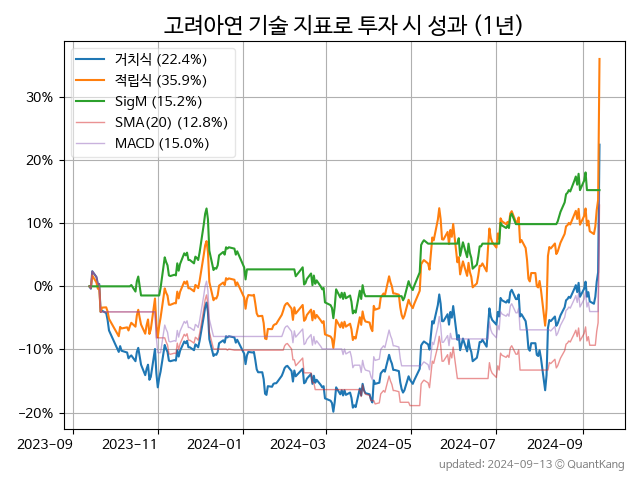 고려아연 기술 지표로 투자 시 성과 (1년)
거치식 (22.4%)
적립식 (35.9%)
SigM (15.2%)
SMA(20) (12.8%)
MACD (15.0%)
30%
20%
10%
0%
−10%
−20%
2023-09 2023-11 2024-01 2024-03 2024-05 2024-07 2024-09
updated: 2024-09-13 ⓒ QuantKang